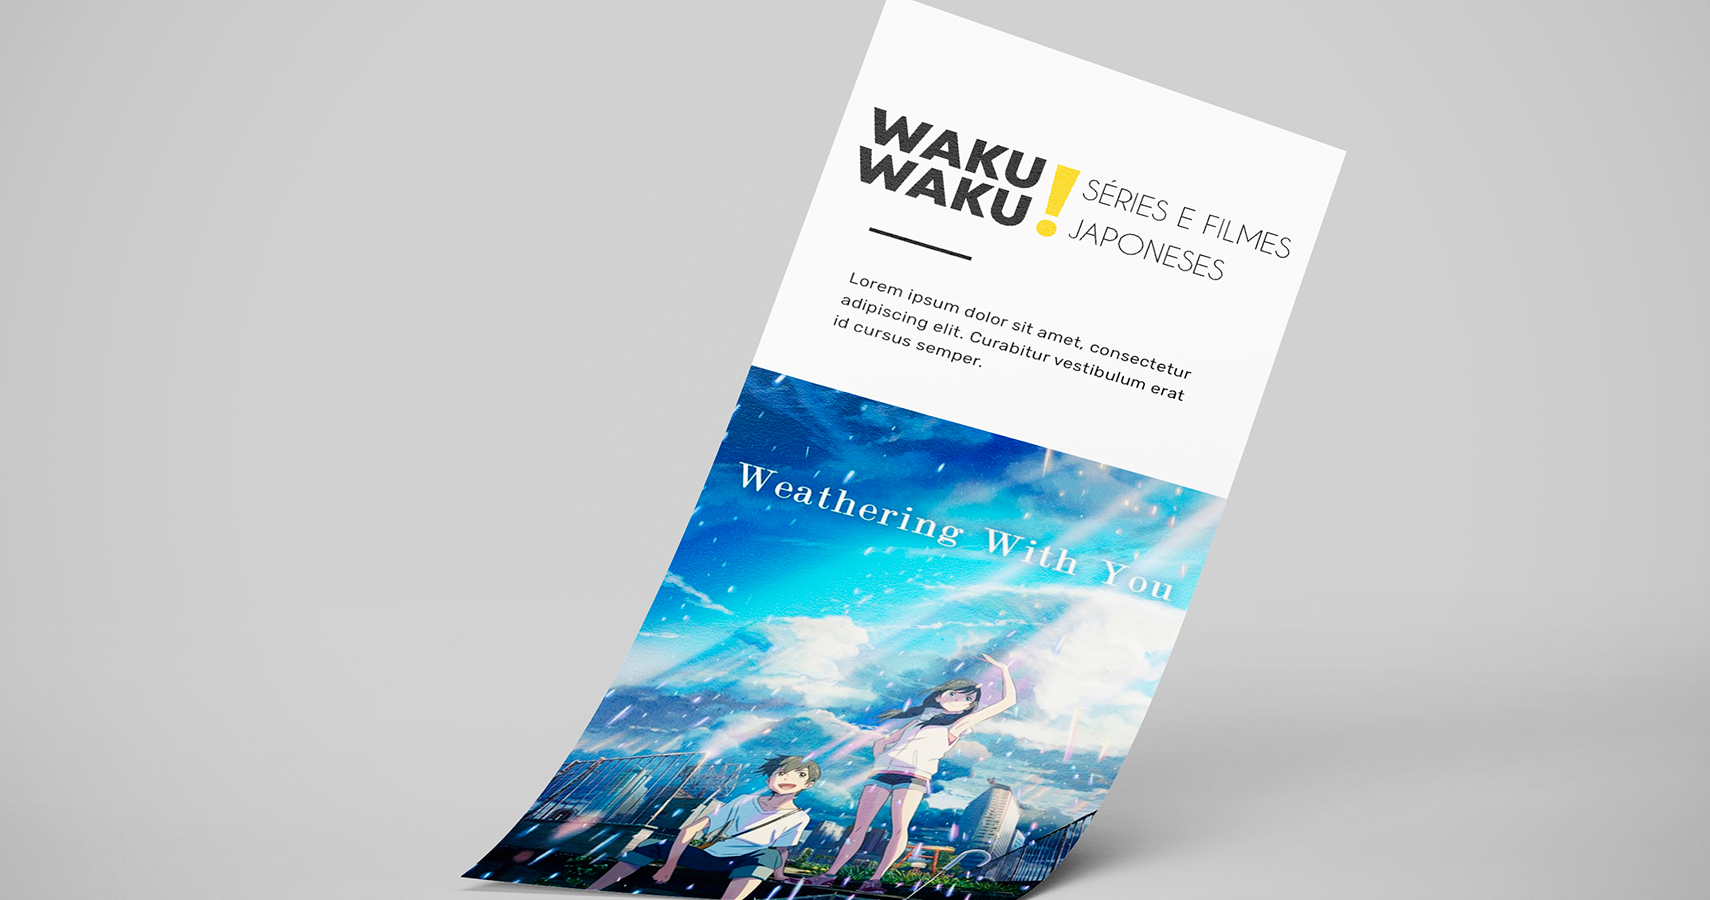 WAKU
WAKU!
SÉRIES E FILMES
JAPONESES
Lorem ipsum dolor sit amet, consectetur
adipiscing elit. Curabitur vestibulum erat
id cursus semper.
Weathering With You